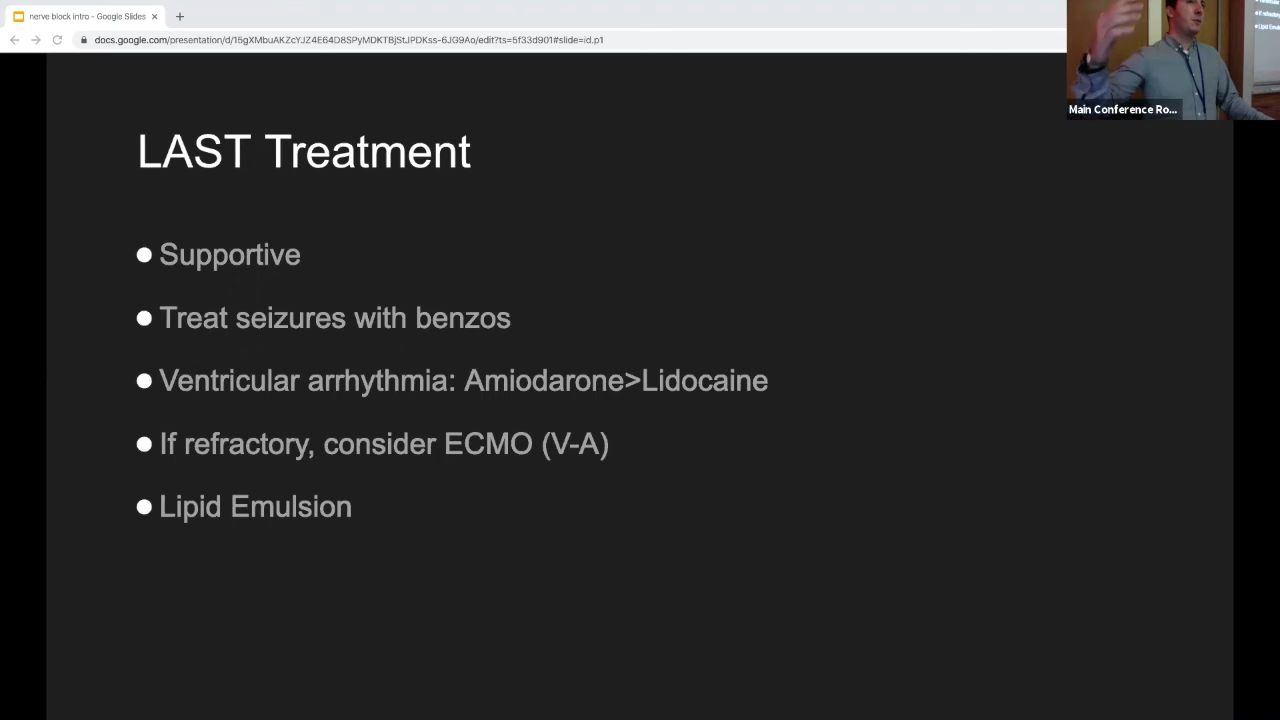 nerve block intro - Google Slides
docs.google.com/presentation/d/15gXMbuAKZcYJZ4E64D8SPyMDKTBjStJPDKss-6JG9Ao/edit?ts=5f33d901#slide=id.p1
Main Conference Ro...
LAST Treatment
Supportive
Treat seizures with benzos
Ventricular arrhythmia: Amiodarone>Lidocaine
If refractory, consider ECMO (V-A)
Lipid Emulsion